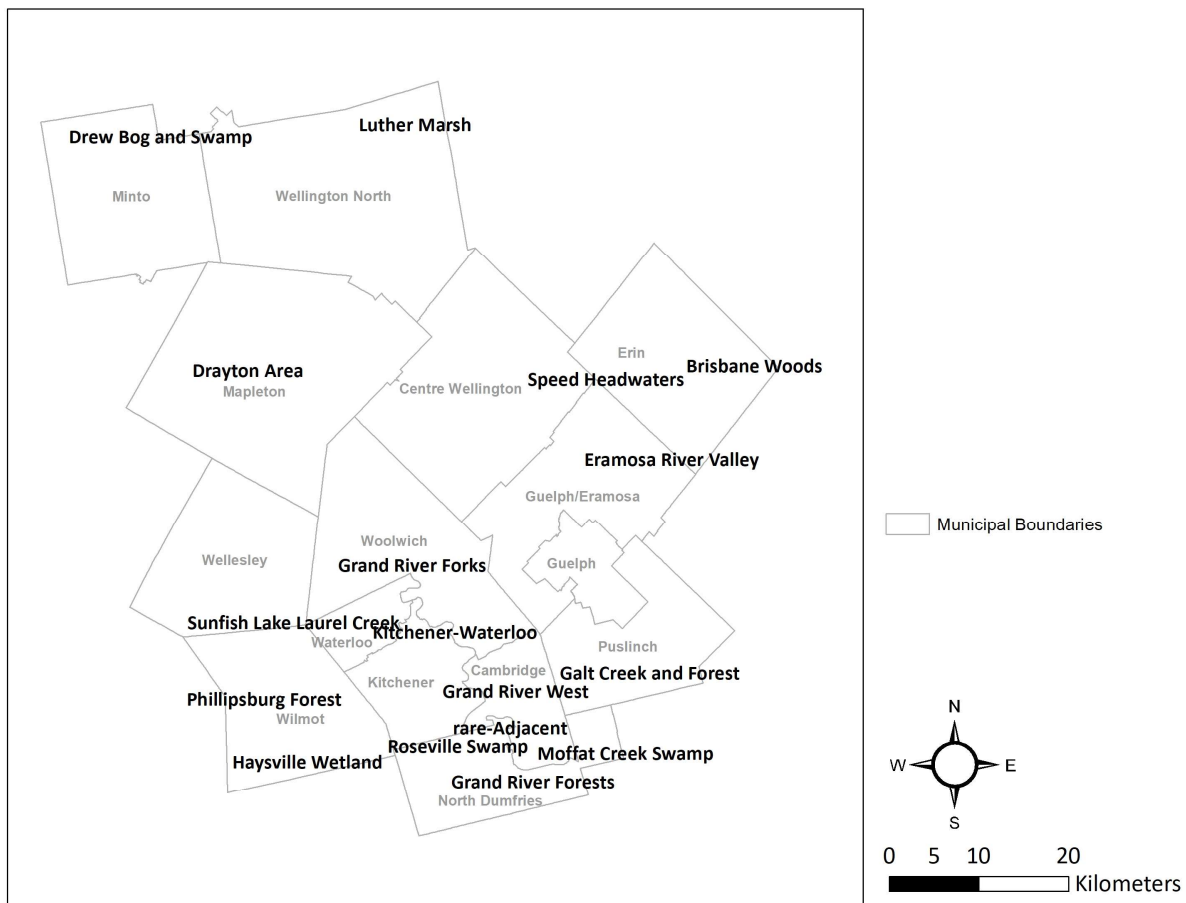 Luther Marsh
Drew Bog and Swamp
Minto
Wellington North
Erin
Brisbane Woods
Drayton Area
Speed Headwaters
Mapleton
Centre Wellington
Eramosa River Valley
Guelph/Eramosa
Municipal Boundaries
Woolwich
Wellesley
Grand River Forks
Guelph
Sunfish Lake Laurel Creek
Kitchener-Waterloo
Waterloo
Puslinch
Cambridge
Galt Creek and Forest
Kitchener
Grand River West
Phillipsburg Forest
Wilmot
rare-Adjacent
Roseville Swamp
Moffat Creek Swamp
Haysville Wetland
Grand River Forests
North Dumfries
N
W E
S
0 5 10 20
Kilometers